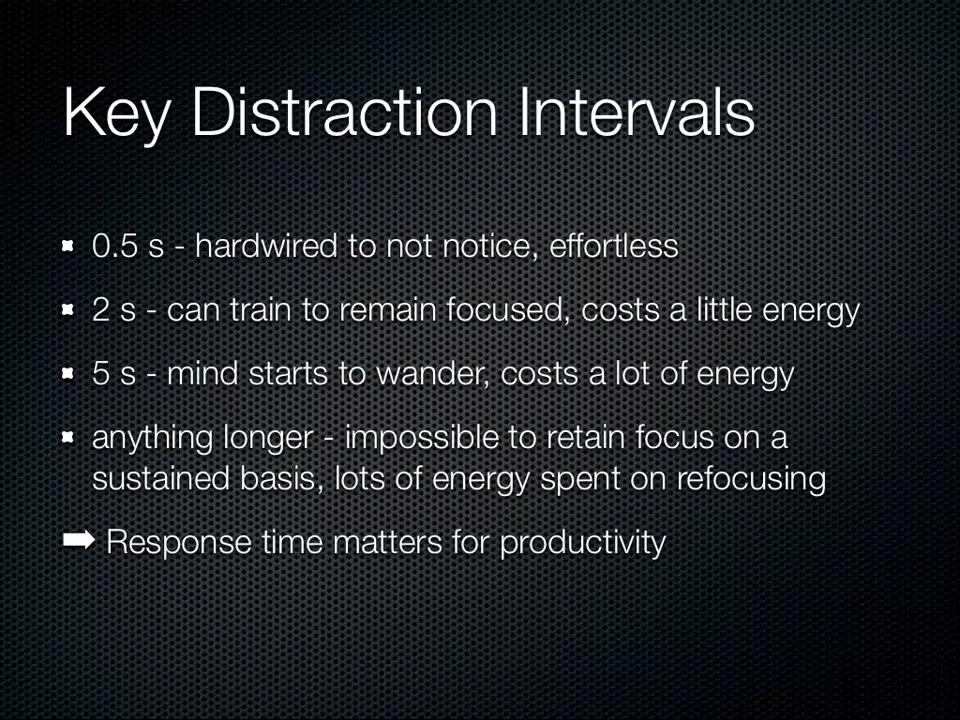 Key Distraction Intervals
0.5 s - hardwired to not notice, effortless
2 s - can train to remain focused, costs a little energy
5 s - mind starts to wander, costs a lot of energy
anything longer - impossible to retain focus on a
sustained basis, lots of energy spent on refocusing
➡ Response time matters for productivity